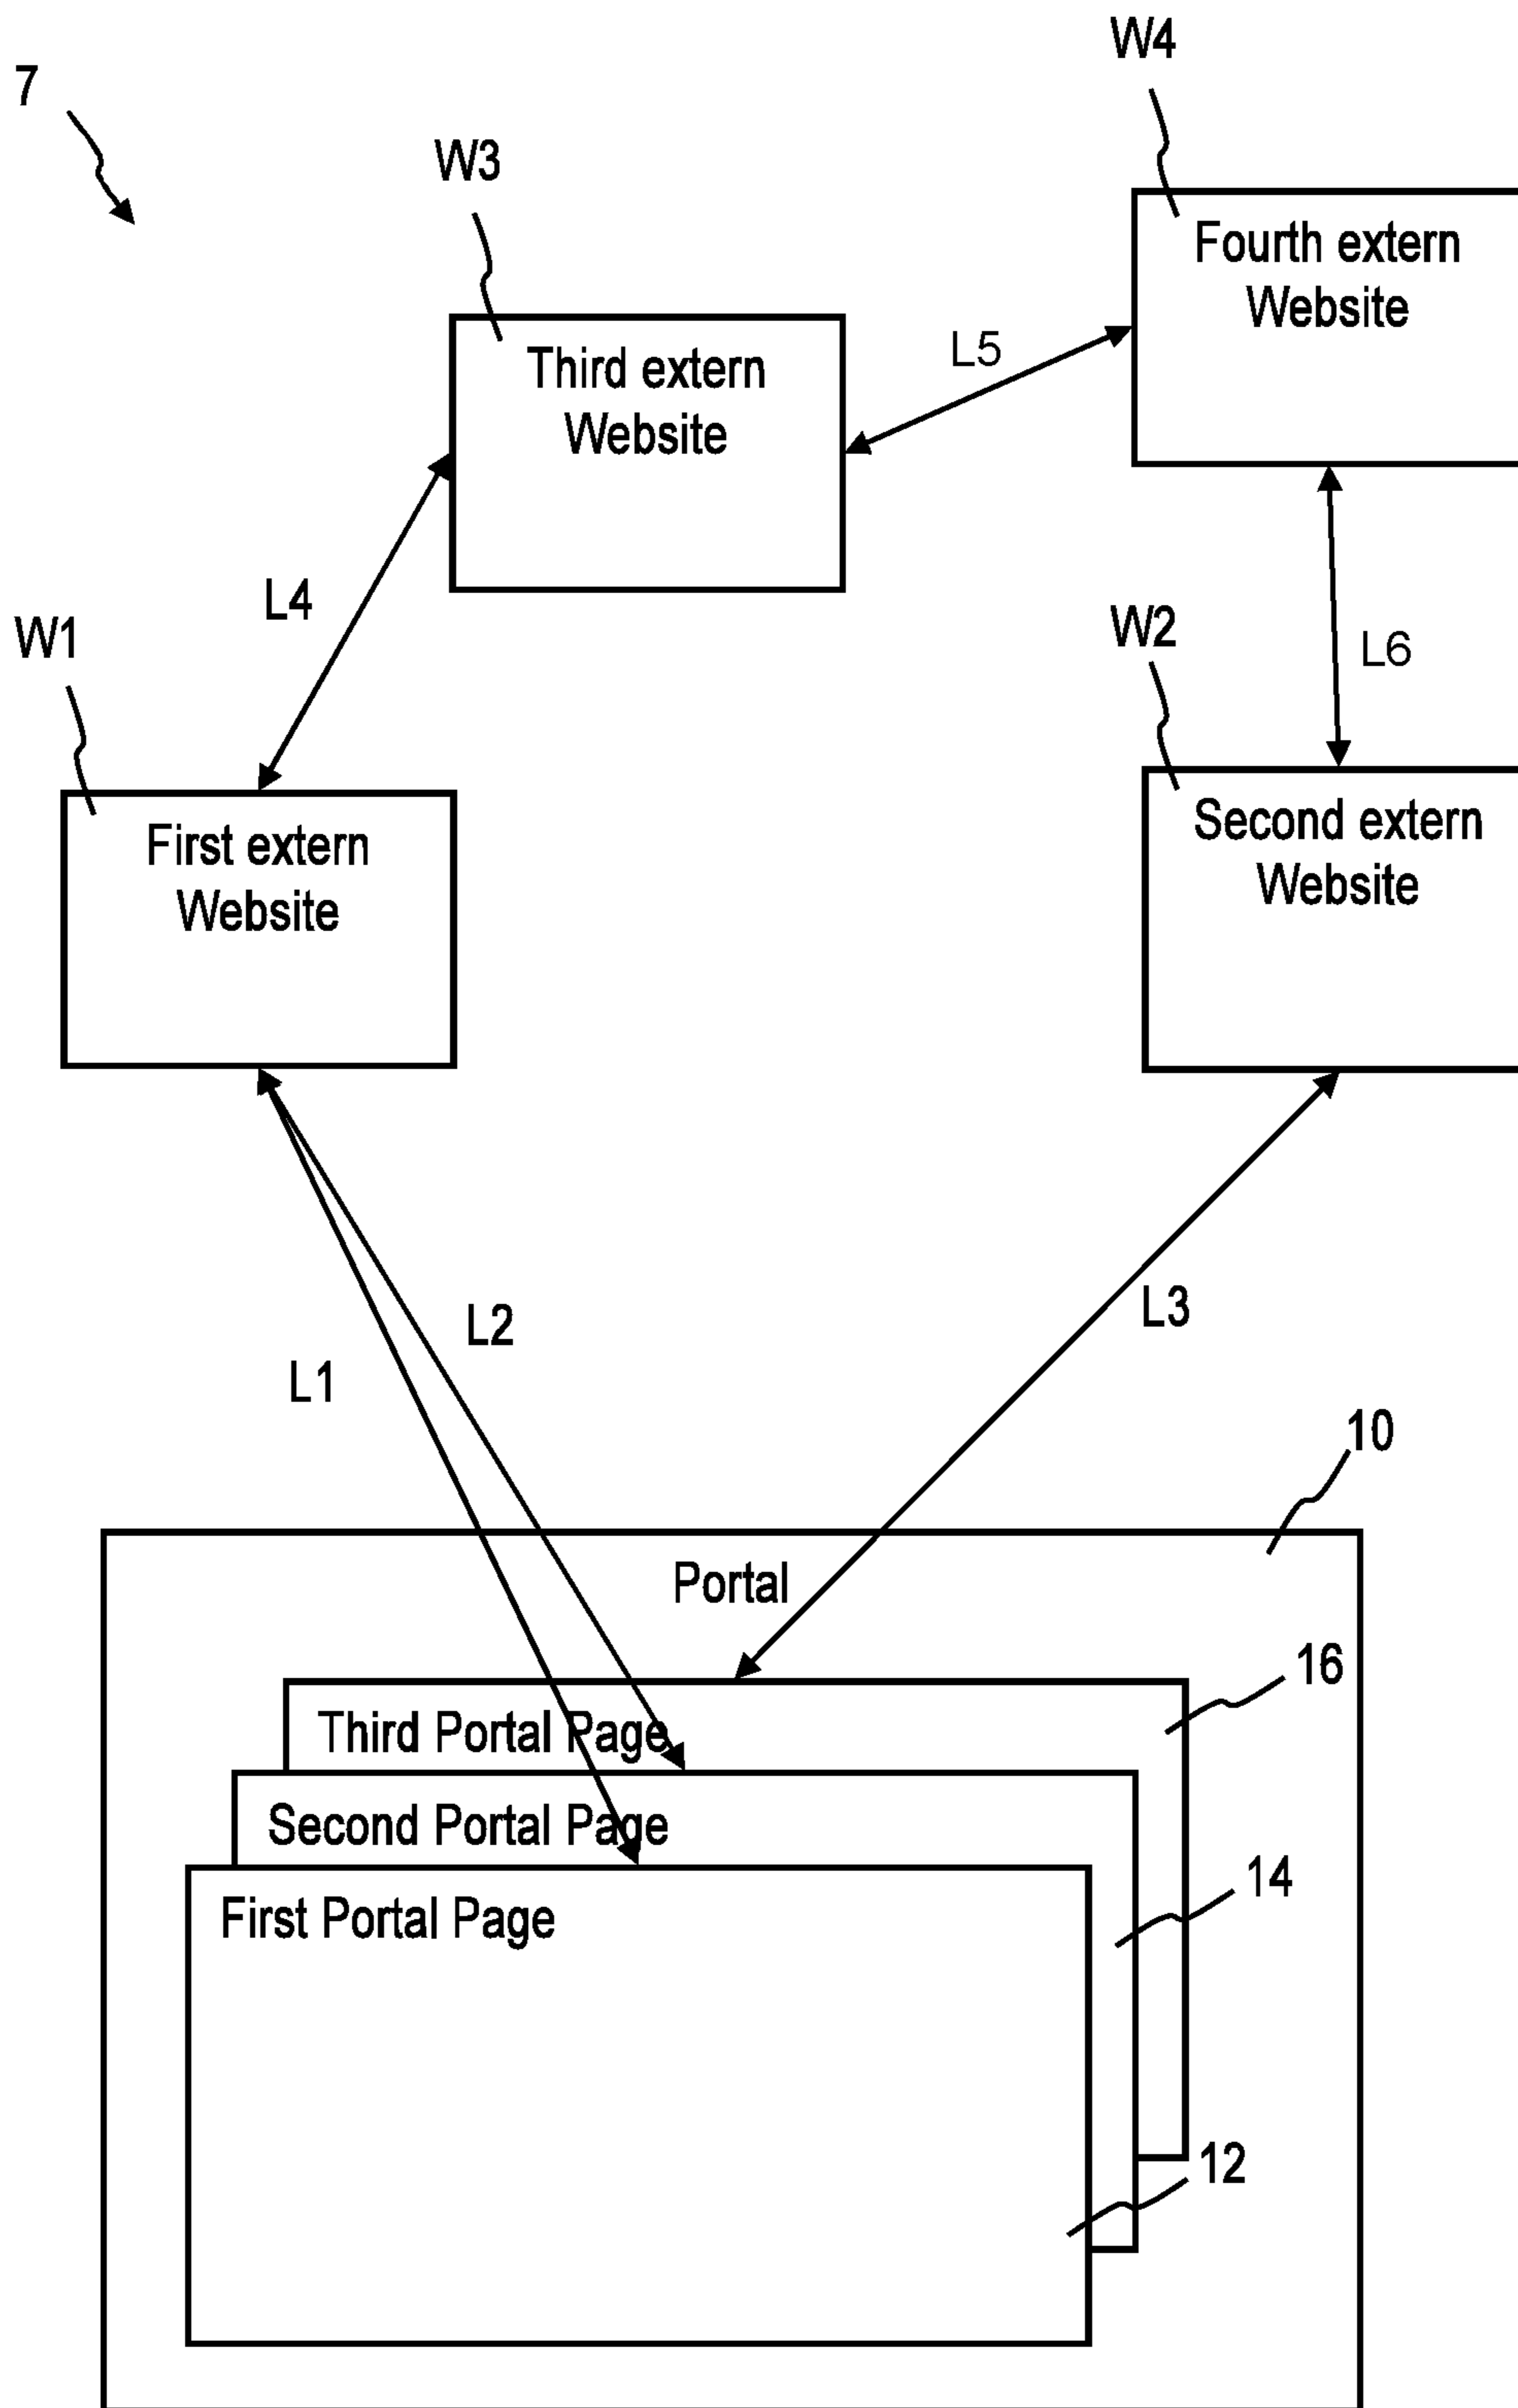 W4
7
W3
Fourth extern
Website
L5
Third extern
Website
L4
W1
W2
L6
First extern
Website
Second extern
Website
L3
L2
L1
10
Portal
16
Third Portal Page
Second Portal Page
14
First Portal Page
12